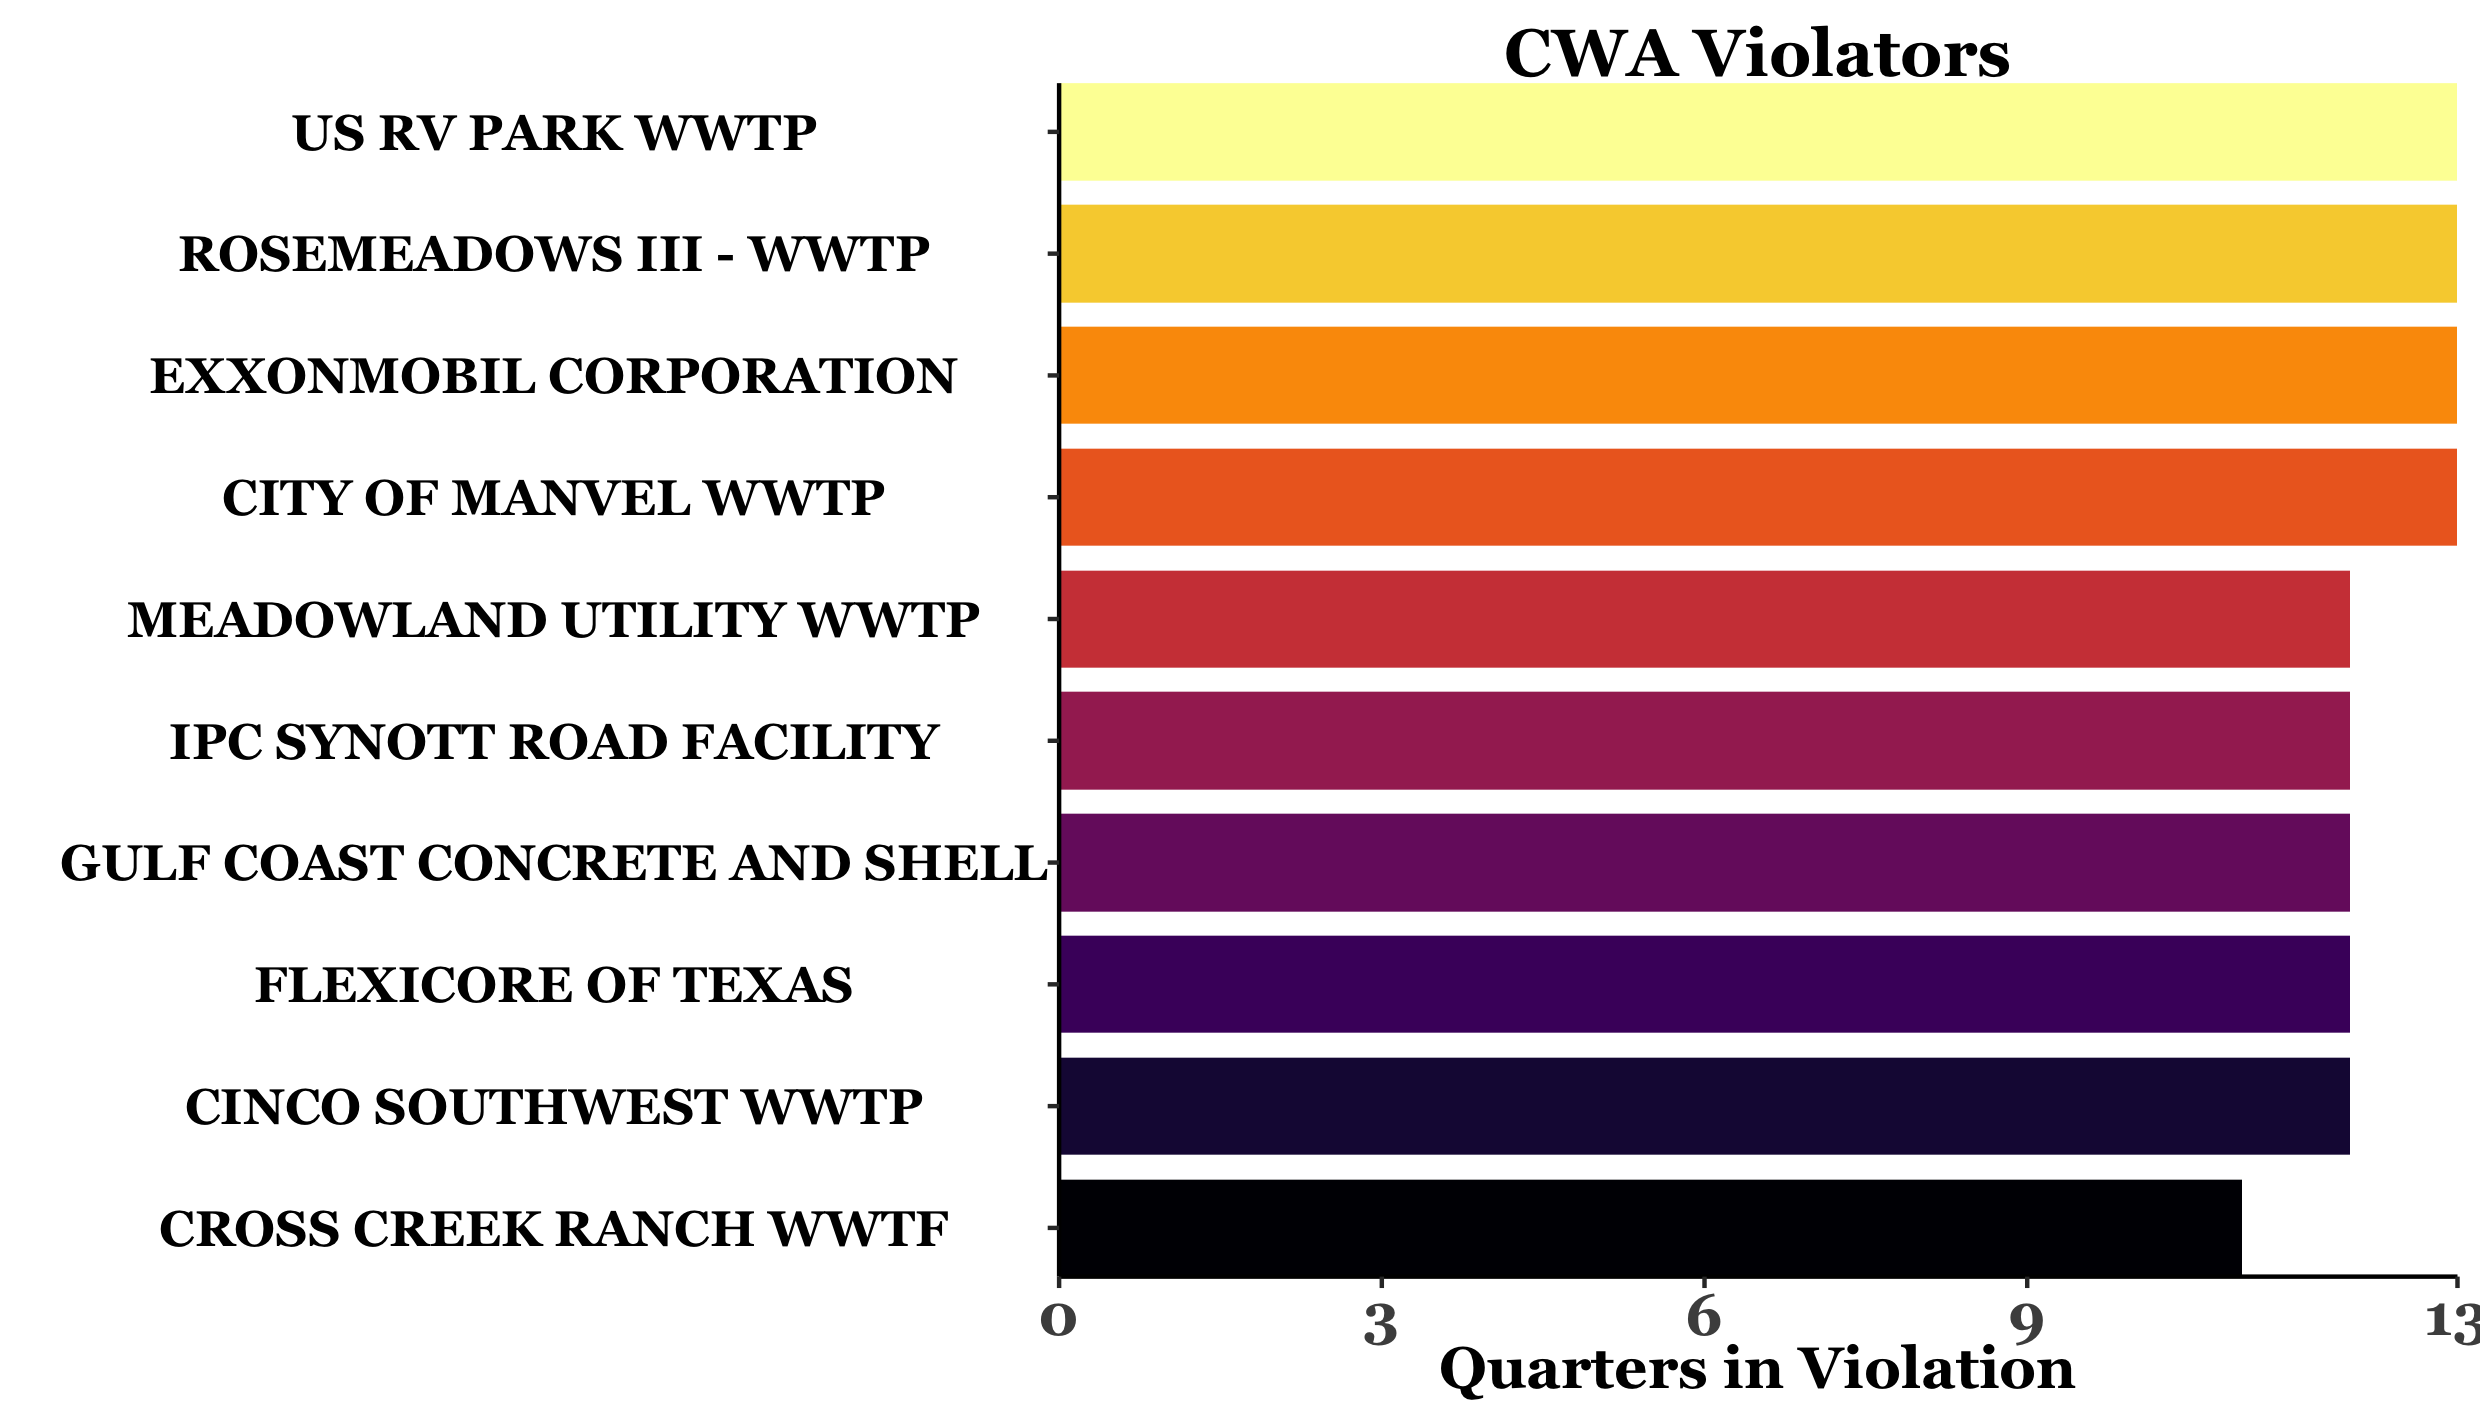 CWA Violators
US RV PARK WWTP
ROSEMEADOWS III - WWTP
EXXONMOBIL CORPORATION
CITY OF MANVEL WWTP
MEADOWLAND UTILITY WWTP
IPC SYNOTT ROAD FACILITY
GULF COAST CONCRETE AND SHELL
FLEXICORE OF TEXAS
CINCO SOUTHWEST WWTP
CROSS CREEK RANCH WWTF
0 3 6 9 13
Quarters in Violation